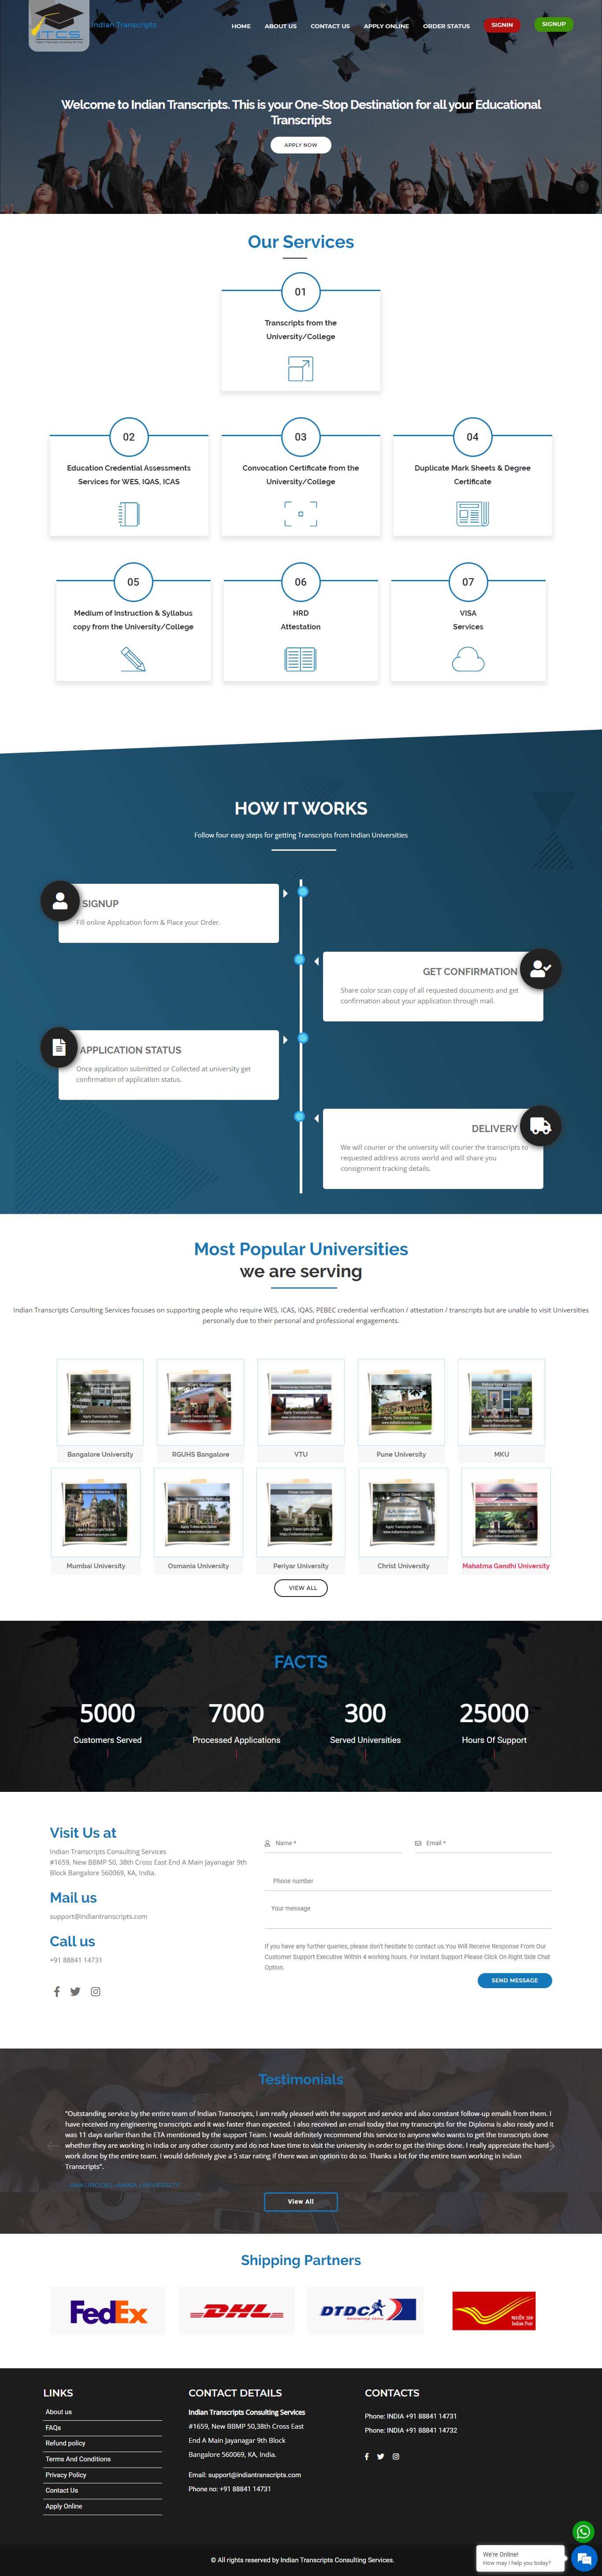 ITCS
Indian Transcripts
HOME
ABOUT US
CONTACT US
APPLY ONLINE
ORDER STATUS
SIGNIN
SIGNUP
Welcome to Indian Transcripts. This is your One-Stop Destination for all your Educational
Transcripts
APPLY NOW
Our Services
01
Transcripts from the
University/College
02
Education Credential Assessments
Services for WES, IQAS, ICAS
03
Convocation Certificate from the
University/College
04
Duplicate Mark Sheets & Degree
Certificate
05
Medium of Instruction & Syllabus
copy from the University/College
06
HRD
Attestation
07
VISA
Services
HOW IT WORKS
Follow four easy steps for getting Transcripts from Indian Universities
SIGNUP
Fill online Application form & Place your Order.
GET CONFIRMATION
Share color scan copy of all requested documents and get
confirmation about your application through mail.
APPLICATION STATUS
Once application submitted or Collected at university get
confirmation of application status.
DELIVERY
We will courier or the university will courier the transcripts to
requested address across world and will share you
consignment tracking details.
Most Popular Universities
we are serving
Indian Transcripts Consulting Services focuses on supporting people who require WES, ICAS, IQAS, PEBEC credential verification / attestation / transcripts but are unable to visit Universities
personally due to their personal and professional engagements.
Bangalore University
RGUHS Bangalore
VTU
Pune University
MKU
Mumbai University
Osmania University
Periyar University
Christ University
Mahatma Gandhi University
VIEW ALL
FACTS
5000
Customers Served
7000
Processed Applications
300
Served Universities
25000
Hours Of Support
Visit Us at
Indian Transcripts Consulting Services
#1659, New BBMP 50, 38th Cross East End A Main Jayanagar 9th
Block Bangalore 560069, KA, India.
Mail us
support@indiantranscripts.com
Call us
+91 88841 14731
Name *
Email *
Phone number
Your message
If you have any further queries, please don't hesitate to contact us.You Will Receive Response From Our
Customer Support Executive Within 4 working hours. For Instant Support Please Click On Right Side Chat
Option.
SEND MESSAGE
Testimonials
"Outstanding service by the entire team of Indian Transcripts, I am really pleased with the support and service and also constant follow-up emails from them. I
have received my engineering transcripts and it was faster than expected. I also received an email today that my transcripts for the Diploma is also ready and it
was 11 days earlier than the ETA mentioned by the support Team. I would definitely recommend this service to anyone who wants to get the transcripts done
whether they are working in India or any other country and do not have time to visit the university in-order to get the things done. I really appreciate the hard-
work done by the entire team. I would definitely give a 5 star rating if there was an option to do so. Thanks a lot for the entire team working in Indian
Transcripts".
- ANKURGOEL-ANNA UNIVERSITY
View All
Shipping Partners
FedEx
DHL
DTDC
Delivering Value
भारतीय डाक
Indian Post
LINKS
About us
FAQs
Refund policy
Terms And Conditions
Privacy Policy
Contact Us
Apply Online
CONTACT DETAILS
Indian Transcripts Consulting Services
#1659, New BBMP 50,38th Cross East
End A Main Jayanagar 9th Block
Bangalore 560069, KA, India.
Email: support@indiantranscripts.com
Phone no: +91 88841 14731
CONTACTS
Phone: INDIA +91 88841 14731
Phone: INDIA +91 88841 14732
© All rights reserved by Indian Transcripts Consulting Services.
We're Online!
How may I help you today?